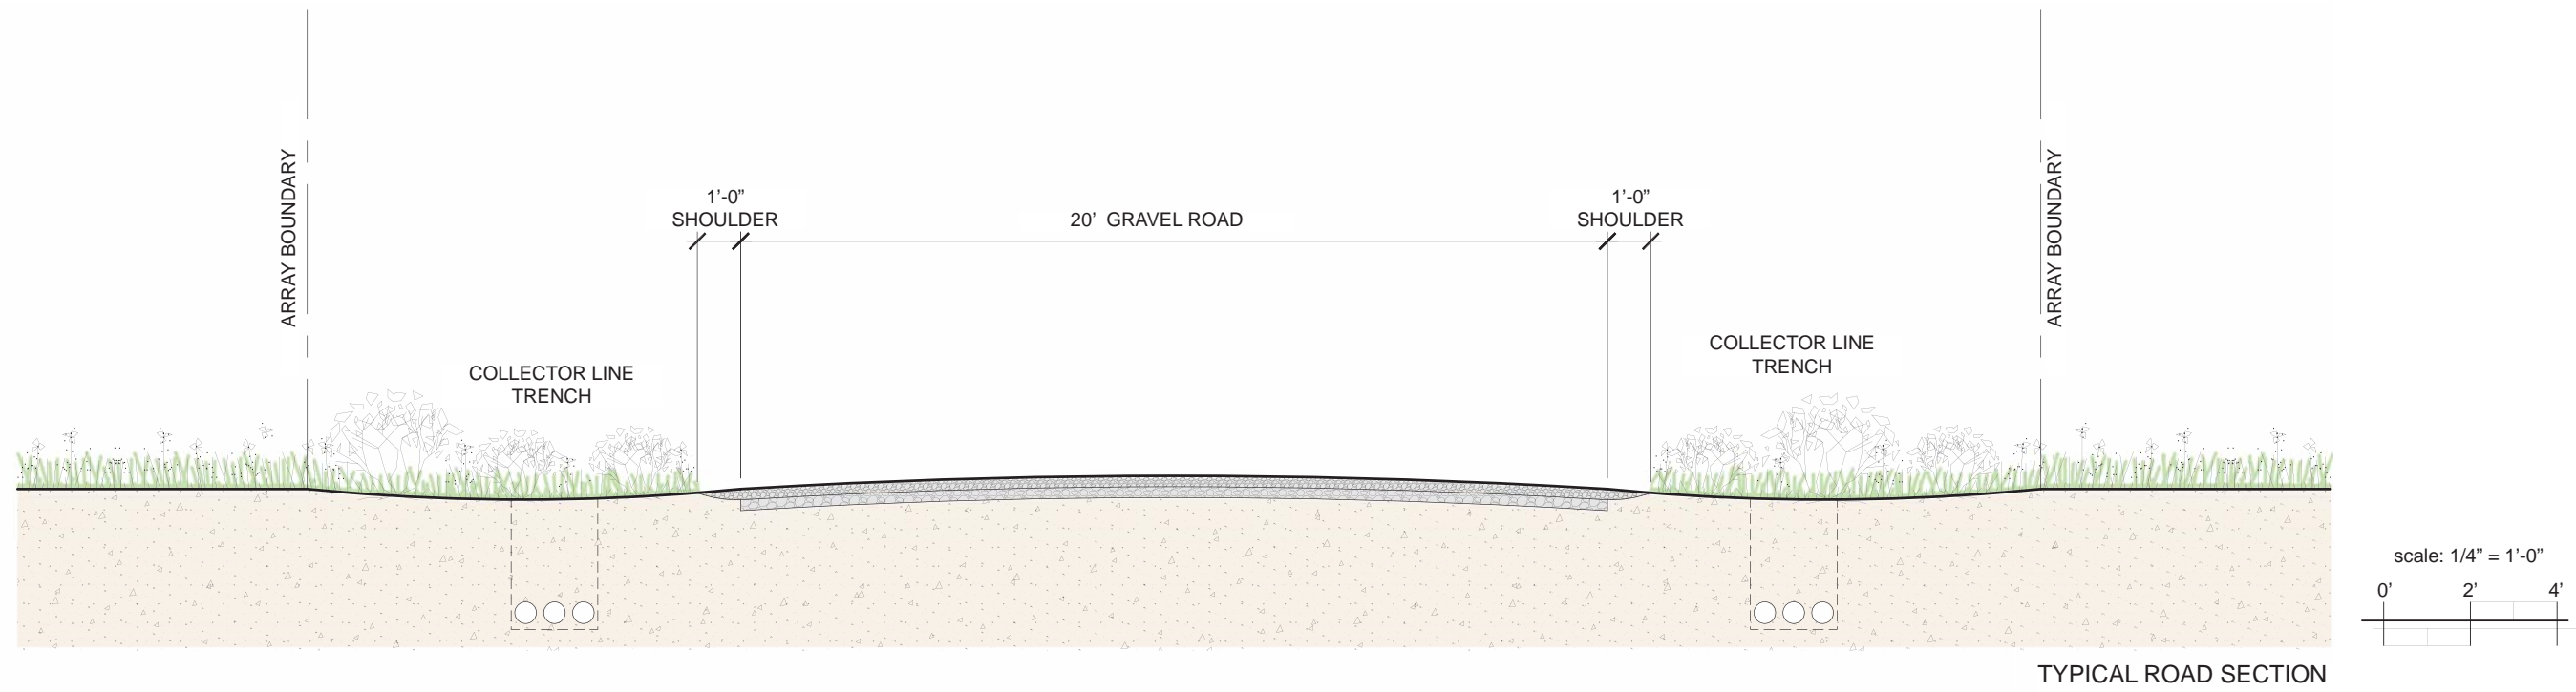 ARRAY BOUNDARY
1’-0”
SHOULDER
20’ GRAVEL ROAD
1’-0”
SHOULDER
ARRAY BOUNDARY
COLLECTOR LINE
TRENCH
COLLECTOR LINE
TRENCH
scale: 1/4” = 1’-0”
0’ 2’ 4’
TYPICAL ROAD SECTION